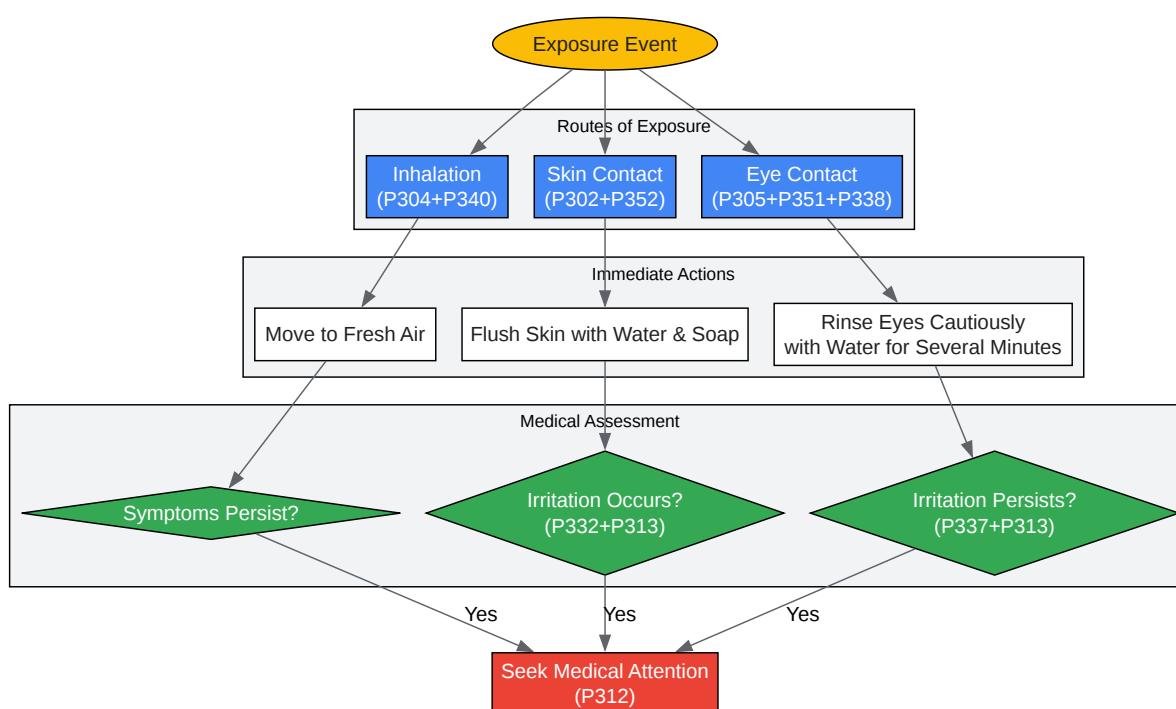 Exposure Event
Routes of Exposure
Inhalation
(P304+P340)
Skin Contact
(P302+P352)
Eye Contact
(P305+P351+P338)
Immediate Actions
Move to Fresh Air
Flush Skin with Water & Soap
Rinse Eyes Cautiously
with Water for Several Minutes
Medical Assessment
Symptoms Persist?
Irritation Occurs?
(P332+P313)
Irritation Persists?
(P337+P313)
Yes
Yes
Yes
Seek Medical Attention
(P312)